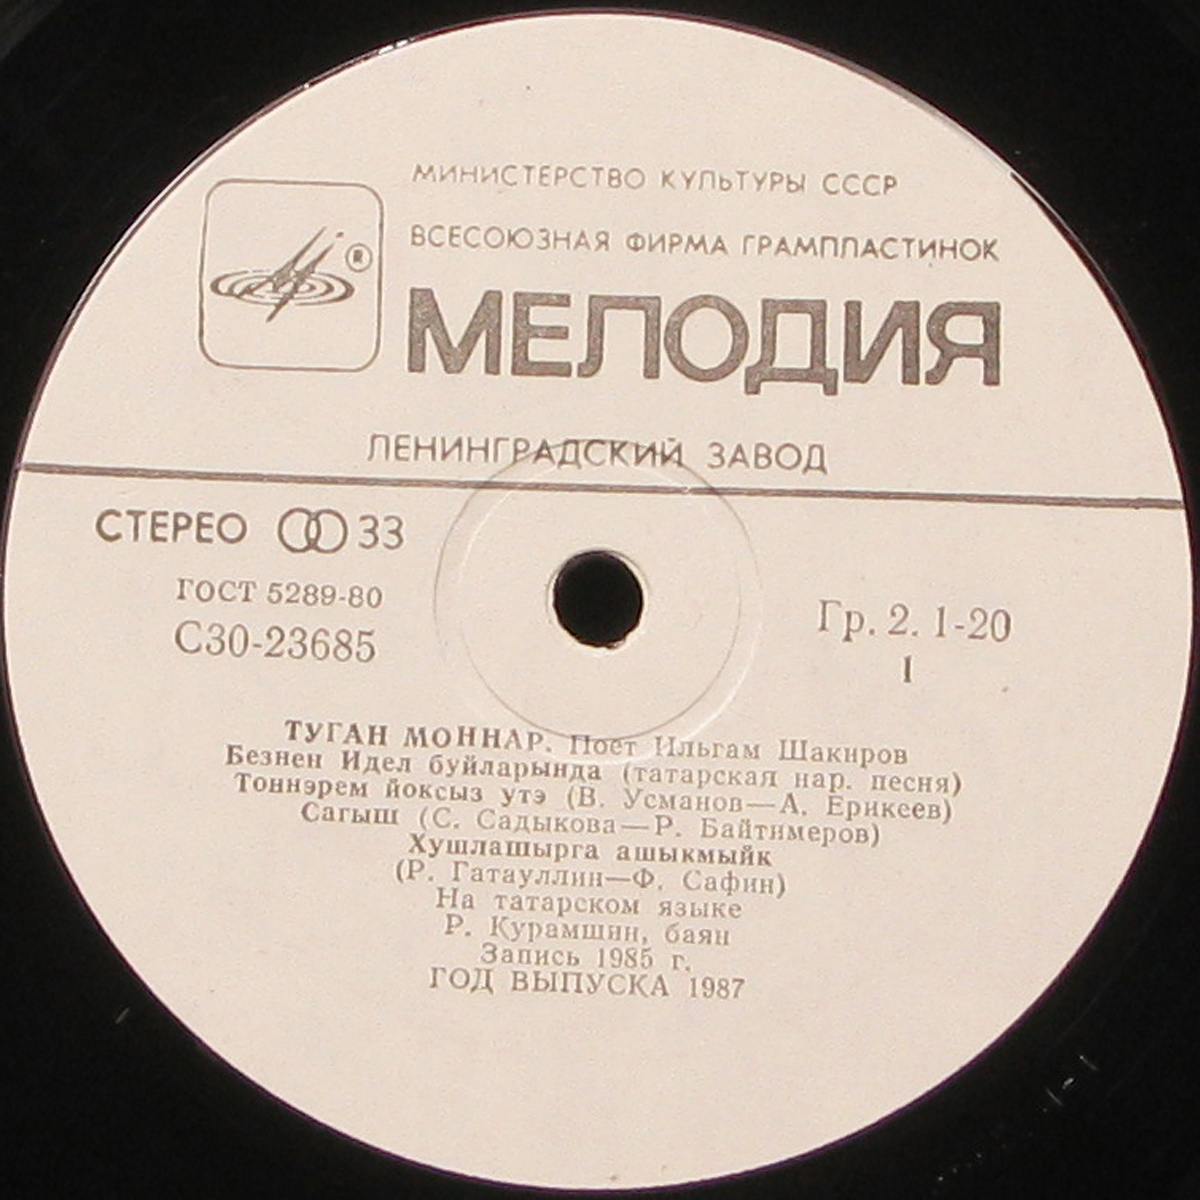 МИНИСТЕРСТВО КУЛЬТУРЫ СССР
ВСЕСОЮЗНАЯ ФИРМА ГРАМПЛАСТИНОК
®
МЕЛОДИЯ
ЛЕНИНГРАДСКИЙ ЗАВОД
СТЕРЕО 33
ГОСТ 5289-80
С30-23685
Гр. 2. 1-20
1
ТУГАН МОННАР. Поет Ильгам Шакиров
Безнен Идел буйларында (татарская нар. песня)
Тоннэрем йоксыз утэ (В. Усманов—А. Ерикеев)
Сагыш (С. Садыкова—Р. Байтимеров)
Хушлашырга ашыкмыйк
(Р. Гатауллин—Ф. Сафин)
На татарском языке
Р. Курамшин, баян
Запись 1985 г.
ГОД ВЫПУСКА 1987